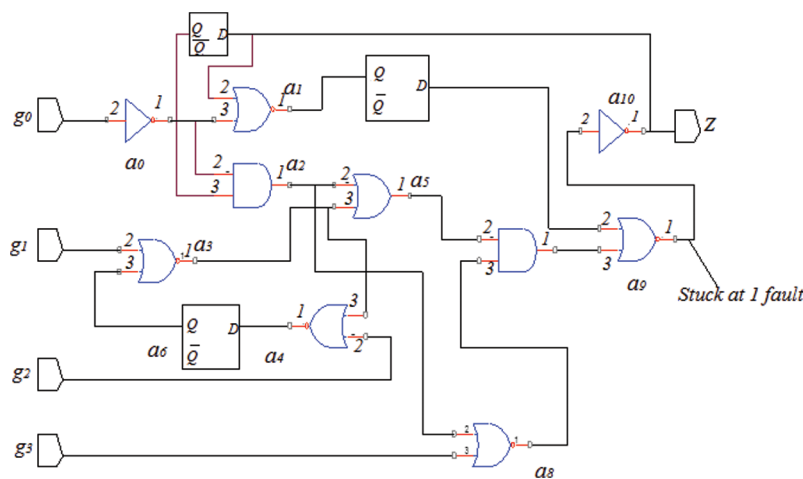 Q D
Q
2 a1 Q D
1
g0 2 1 3 Q
a0
a10
2 1 Z
2 a2
1
3
2 a5
1
3
g1 2 a3
1
3
2
1
3
2
1
3
a9
Stuck at 1 fault
Q D 1 3
a6 Q a4 2
g2
g3 2
1
3
a8